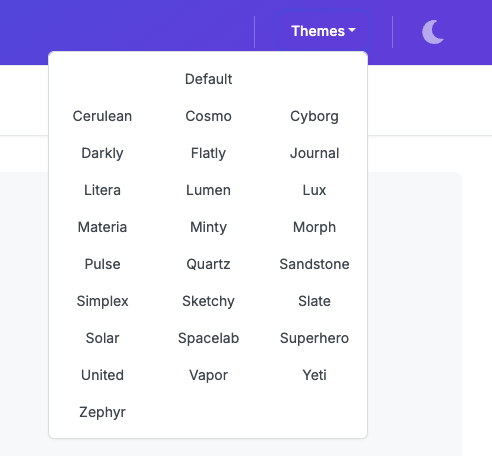 Themes
Default
Cerulean Cosmo Cyborg
Darkly Flatly Journal
Litera Lumen Lux
Materia Minty Morph
Pulse Quartz Sandstone
Simplex Sketchy Slate
Solar Spacelab Superhero
United Vapor Yeti
Zephyr